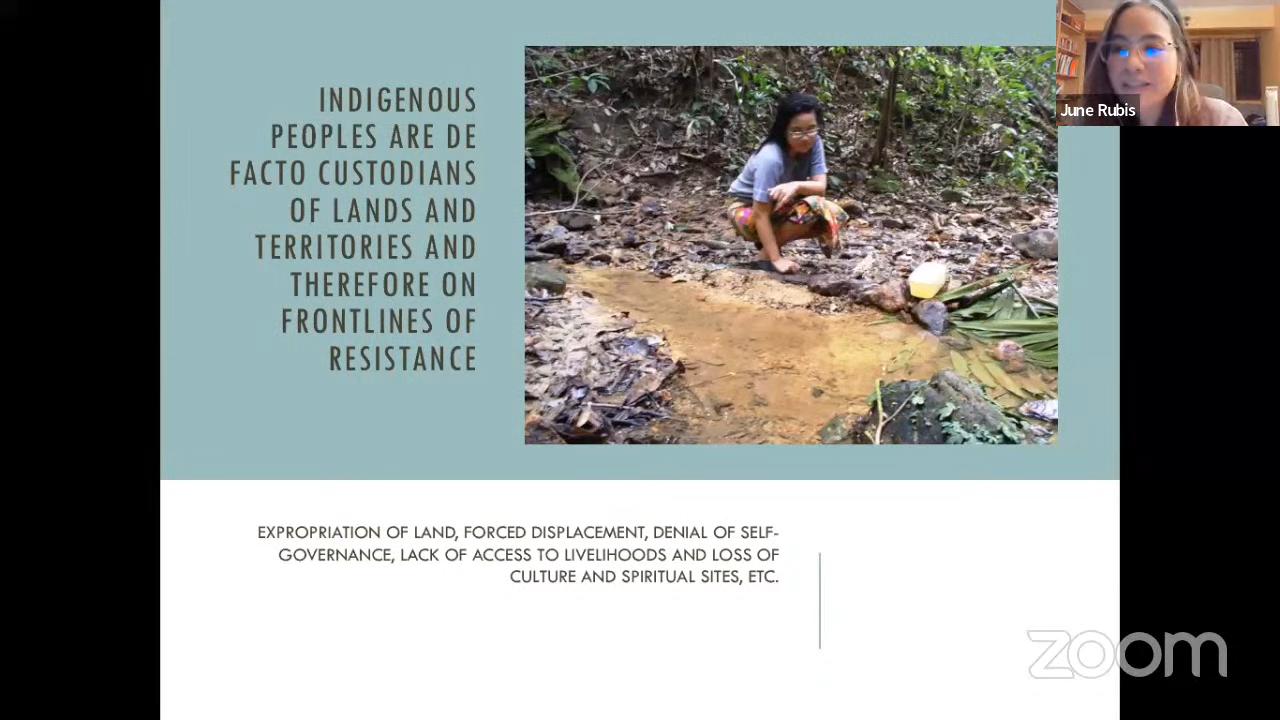 INDIGENOUS
PEOPLES ARE DE
FACTO CUSTODIANS
OF LANDS AND
TERRITORIES AND
THEREFORE ON
FRONTLINES OF
RESISTANCE
June Rubis
EXPROPRIATION OF LAND, FORCED DISPLACEMENT, DENIAL OF SELF-
GOVERNANCE, LACK OF ACCESS TO LIVELIHOODS AND LOSS OF
CULTURE AND SPIRITUAL SITES, ETC.
zoom